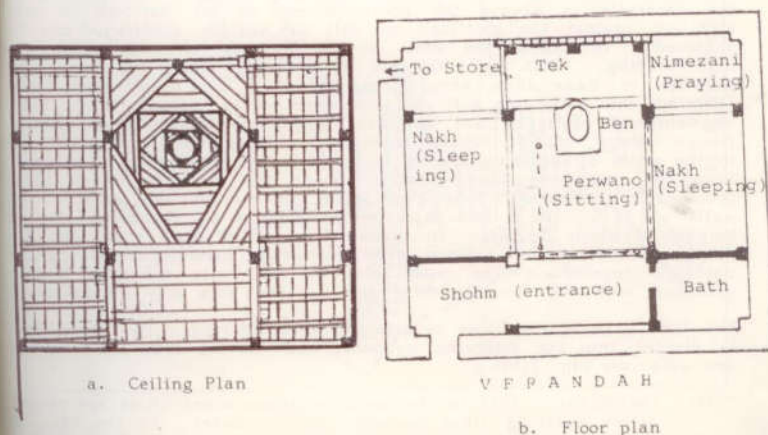 To Store
Tek
Nimezani
(Praying)
Nakh
(Sleep
ing)
Ben
Perwano
(Sitting)
Nakh
(Sleeping)
Shohm (entrance)
Bath
a. Ceiling Plan
VERANDAH
b. Floor plan